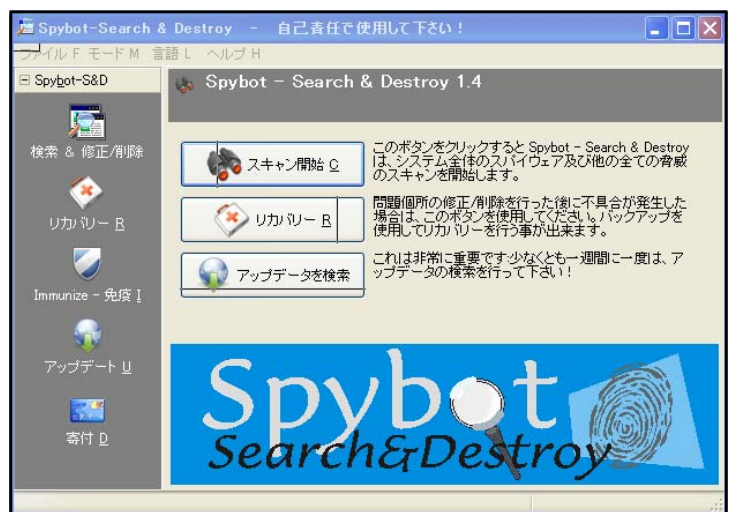 Spybot-Search & Destroy － 自己責任で使用して下さい！
ファイル F モード M 言語 L ヘルプ H
Spybot-S&D
検索 & 修正/削除
リカバリー R
Immunize - 免疫 I
アップデート U
寄付 D
Spybot - Search & Destroy 1.4
スキャン開始 C
このボタンをクリックすると Spybot - Search & Destroy
は、システム全体のスパイウェア及び他の全ての脅威
のスキャンを開始します。
リカバリー R
問題個所の修正/削除を行った後に不具合が発生した
場合は、このボタンを使用してください。バックアップを
使用してリカバリーを行う事が出来ます。
アップデータを検索
これは非常に重要です:少なくとも一週間に一度は、ア
ップデータの検索を行って下さい！
Spybot
Search&Destroy